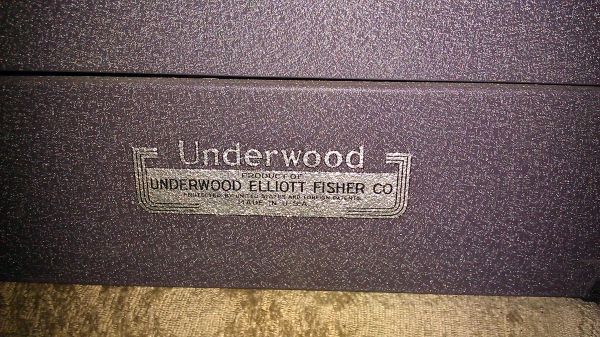 Underwood
PRODUCT OF
UNDERWOOD ELLIOTT FISHER CO
PROTECTED BY UNITED STATES AND FOREIGN PATENTS
MADE IN U.S.A.